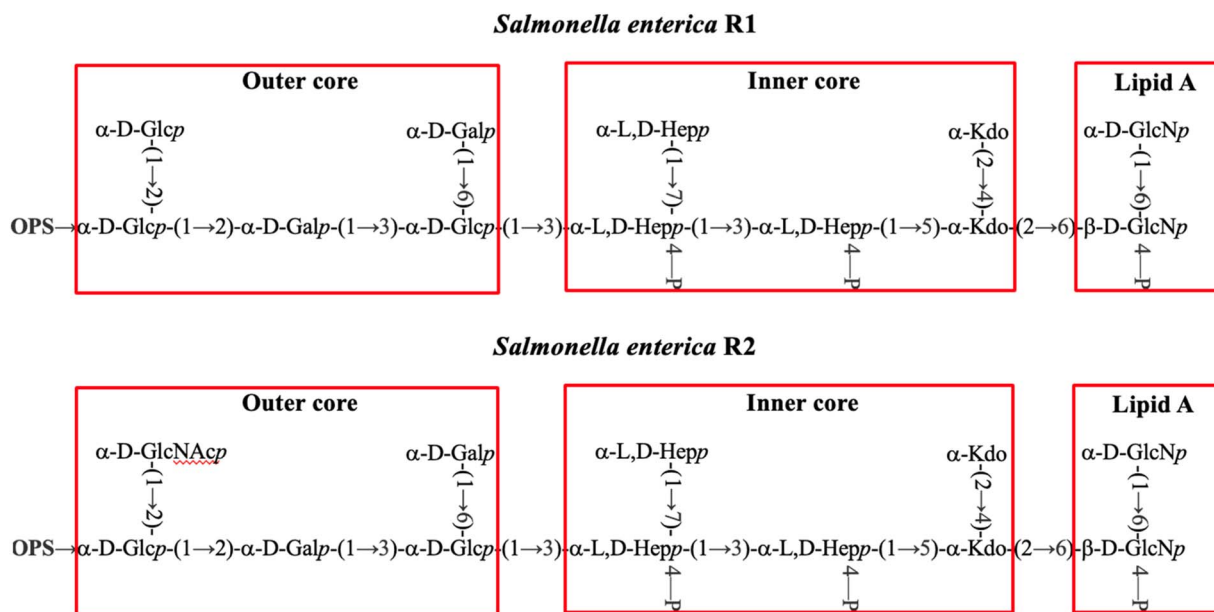 Salmonella enterica R1
Outer core
Inner core
Lipid A
α-D-Glcp
α-D-Galp
α-L,D-Hepp
α-Kdo
α-D-GlcNp
-(1→2)-
-(1→6)-
-(1→7)-
-(2→4)-
-(1→6)-
OPS→α-D-Glcp-(1→2)-α-D-Galp-(1→3)-α-D-Glcp-(1→3)-α-L,D-Hepp-(1→3)-α-L,D-Hepp-(1→5)-α-Kdo-(2→6)-β-D-GlcNp
4—P
4—P
4—P
Salmonella enterica R2
Outer core
Inner core
Lipid A
α-D-GlcNAcp
α-D-Galp
α-L,D-Hepp
α-Kdo
α-D-GlcNp
-(1→2)-
-(1→6)-
-(1→7)-
-(2→4)-
-(1→6)-
OPS→α-D-Glcp-(1→2)-α-D-Galp-(1→3)-α-D-Glcp-(1→3)-α-L,D-Hepp-(1→3)-α-L,D-Hepp-(1→5)-α-Kdo-(2→6)-β-D-GlcNp
4—P
4—P
4—P